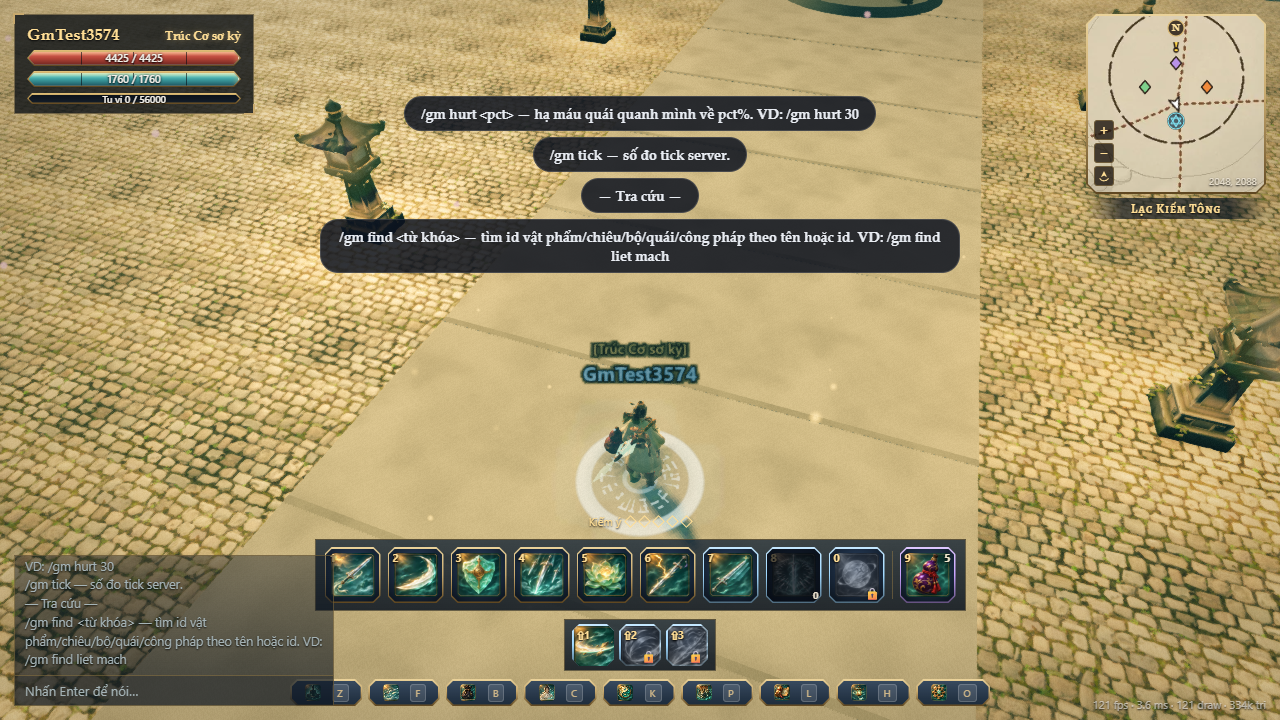 GmTest3574
Trúc Cơ sơ kỳ
4425 / 4425
1760 / 1760
Tu vi 0 / 56000
/gm hurt <pct> — hạ máu quái quanh mình về pct%. VD: /gm hurt 30
/gm tick — số đo tick server.
— Tra cứu —
/gm find <từ khóa> — tìm id vật phẩm/chiêu/bộ/quái/công pháp theo tên hoặc id. VD: /gm find
liet mach
N
+
−
2048, 2088
Lạc Kiếm Tông
[Trúc Cơ sơ kỳ]
GmTest3574
Kiếm ý
2 3 4 5 6 7 8 0 0 9 5
1 2 3
VD: /gm hurt 30
/gm tick — số đo tick server.
— Tra cứu —
/gm find <từ khóa> — tìm id vật
phẩm/chiêu/bộ/quái/công pháp theo tên hoặc id. VD:
/gm find liet mach
Nhấn Enter để nói...
Z F B C K P L H O
121 fps · 3.6 ms · 121 draw · 334k tri